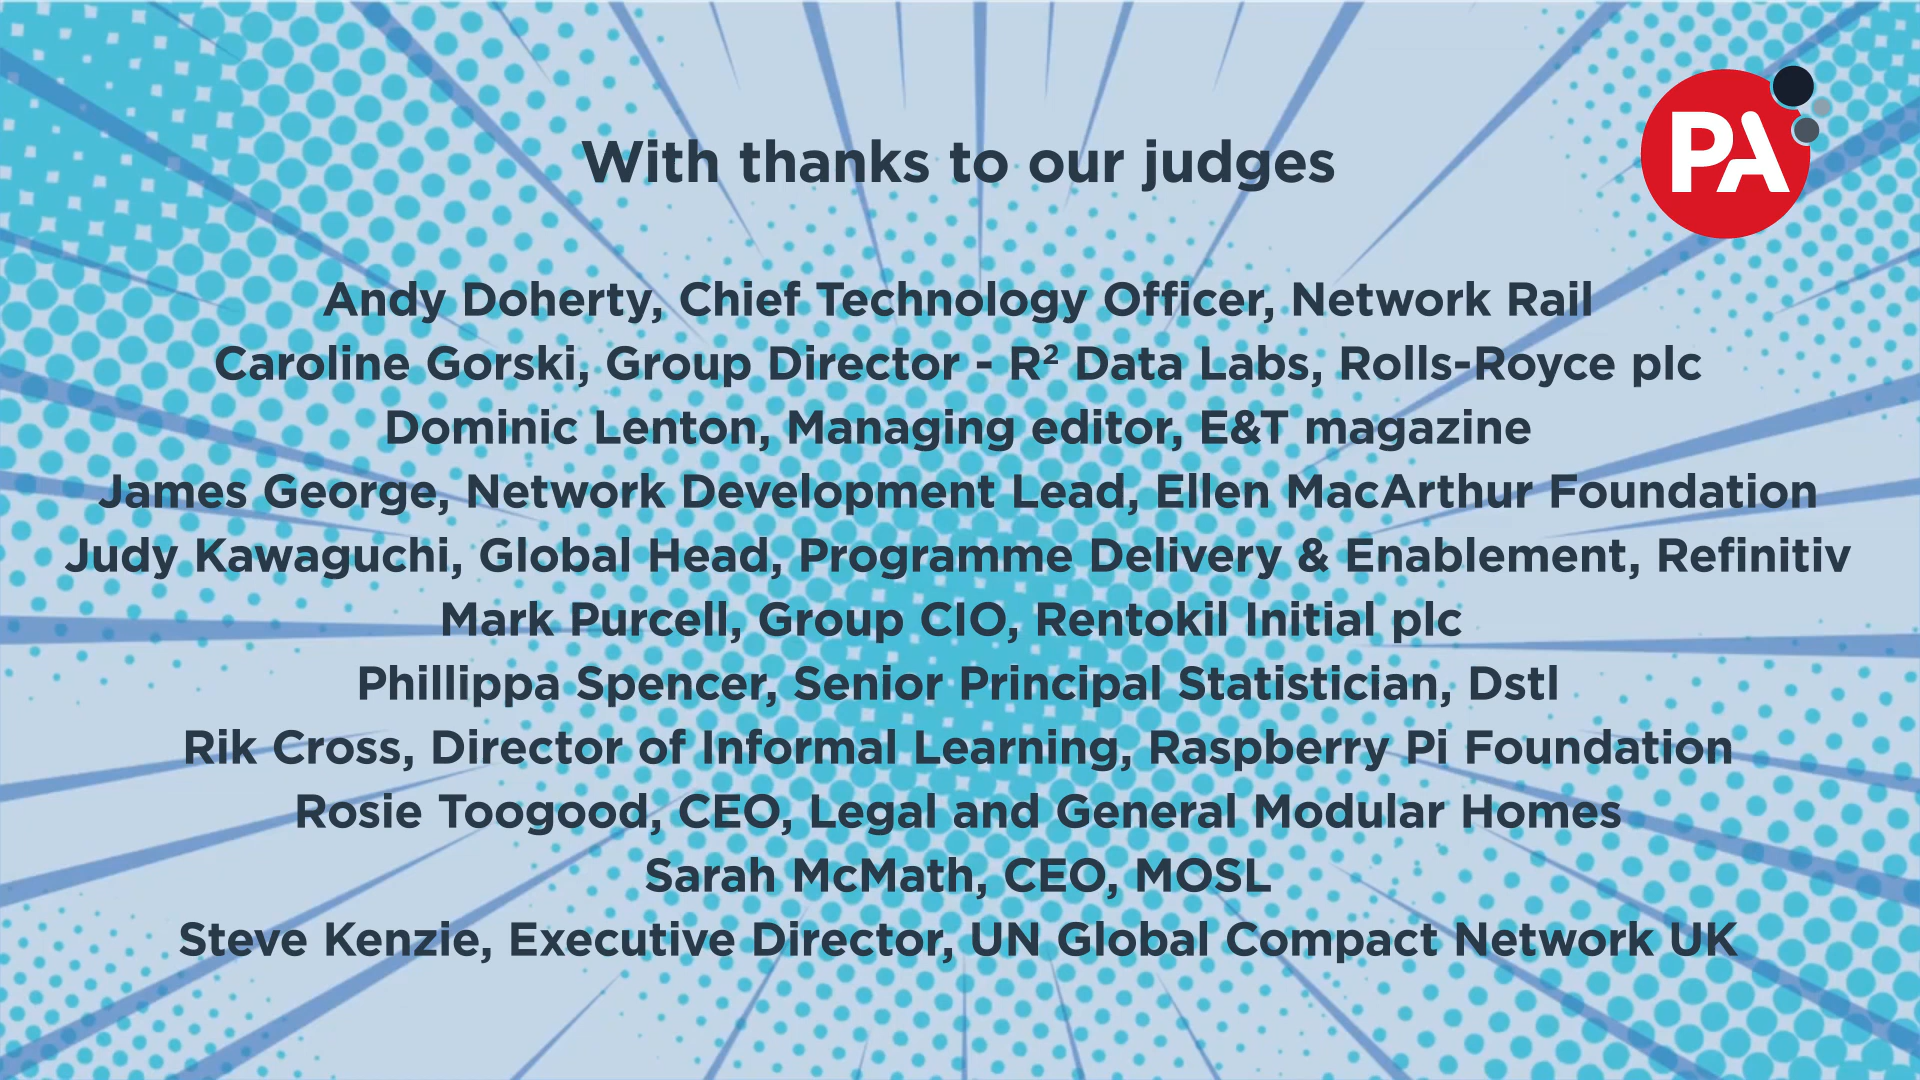 With thanks to our judges
PA
Andy Doherty, Chief Technology Officer, Network Rail
Caroline Gorski, Group Director - R² Data Labs, Rolls-Royce plc
Dominic Lenton, Managing editor, E&T magazine
James George, Network Development Lead, Ellen MacArthur Foundation
Judy Kawaguchi, Global Head, Programme Delivery & Enablement, Refinitiv
Mark Purcell, Group CIO, Rentokil Initial plc
Phillippa Spencer, Senior Principal Statistician, Dstl
Rik Cross, Director of Informal Learning, Raspberry Pi Foundation
Rosie Toogood, CEO, Legal and General Modular Homes
Sarah McMath, CEO, MOSL
Steve Kenzie, Executive Director, UN Global Compact Network UK